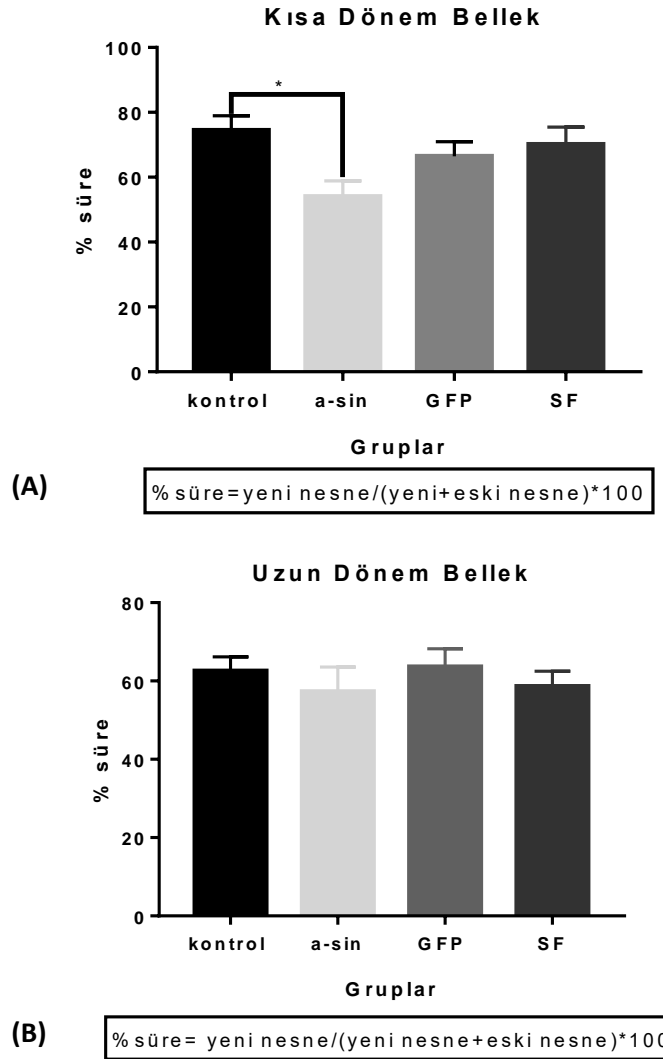 Kısa Dönem Bellek
100
80
60
40
20
0
% süre
*
kontrol a-sin GFP SF
Gruplar
(A)
% süre=yeni nesne/(yeni+eski nesne)*100
Uzun Dönem Bellek
80
60
40
20
0
% süre
kontrol a-sin GFP SF
Gruplar
(B)
% süre= yeni nesne/(yeni nesne+eski nesne)*100